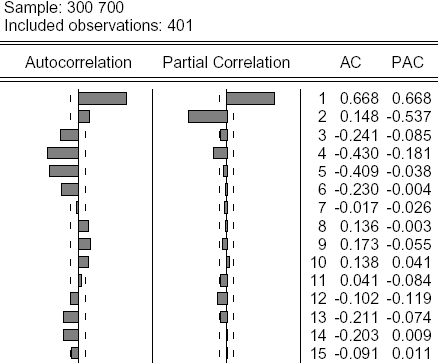 Sample: 300 700
Included observations: 401
Autocorrelation Partial Correlation AC PAC
1 0.668 0.668
2 0.148 -0.537
3 -0.241 -0.085
4 -0.430 -0.181
5 -0.409 -0.038
6 -0.230 -0.004
7 -0.017 -0.026
8 0.136 -0.003
9 0.173 -0.055
10 0.138 0.041
11 0.041 -0.084
12 -0.102 -0.119
13 -0.211 -0.074
14 -0.203 0.009
15 -0.091 0.011